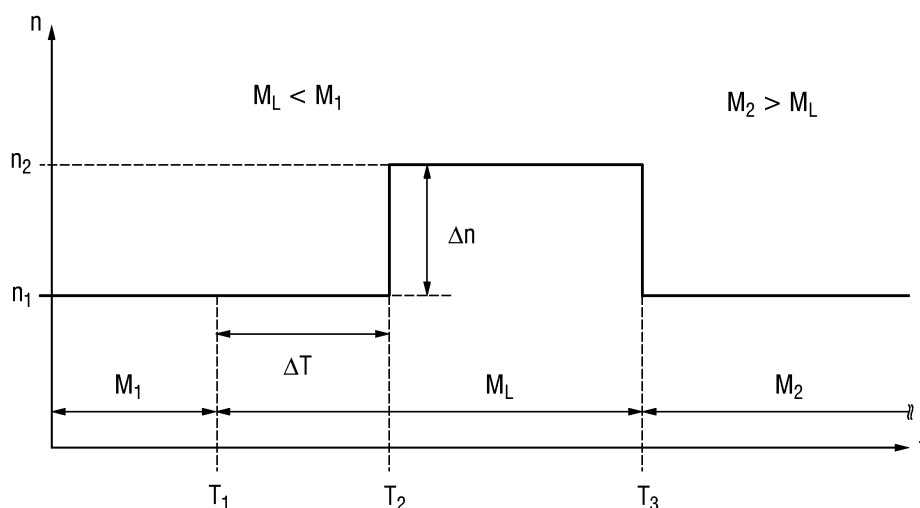 n
M_L < M_1
M_2 > M_L
n_2
Δn
n_1
ΔT
M_1
M_L
M_2
T_1
T_2
T_3